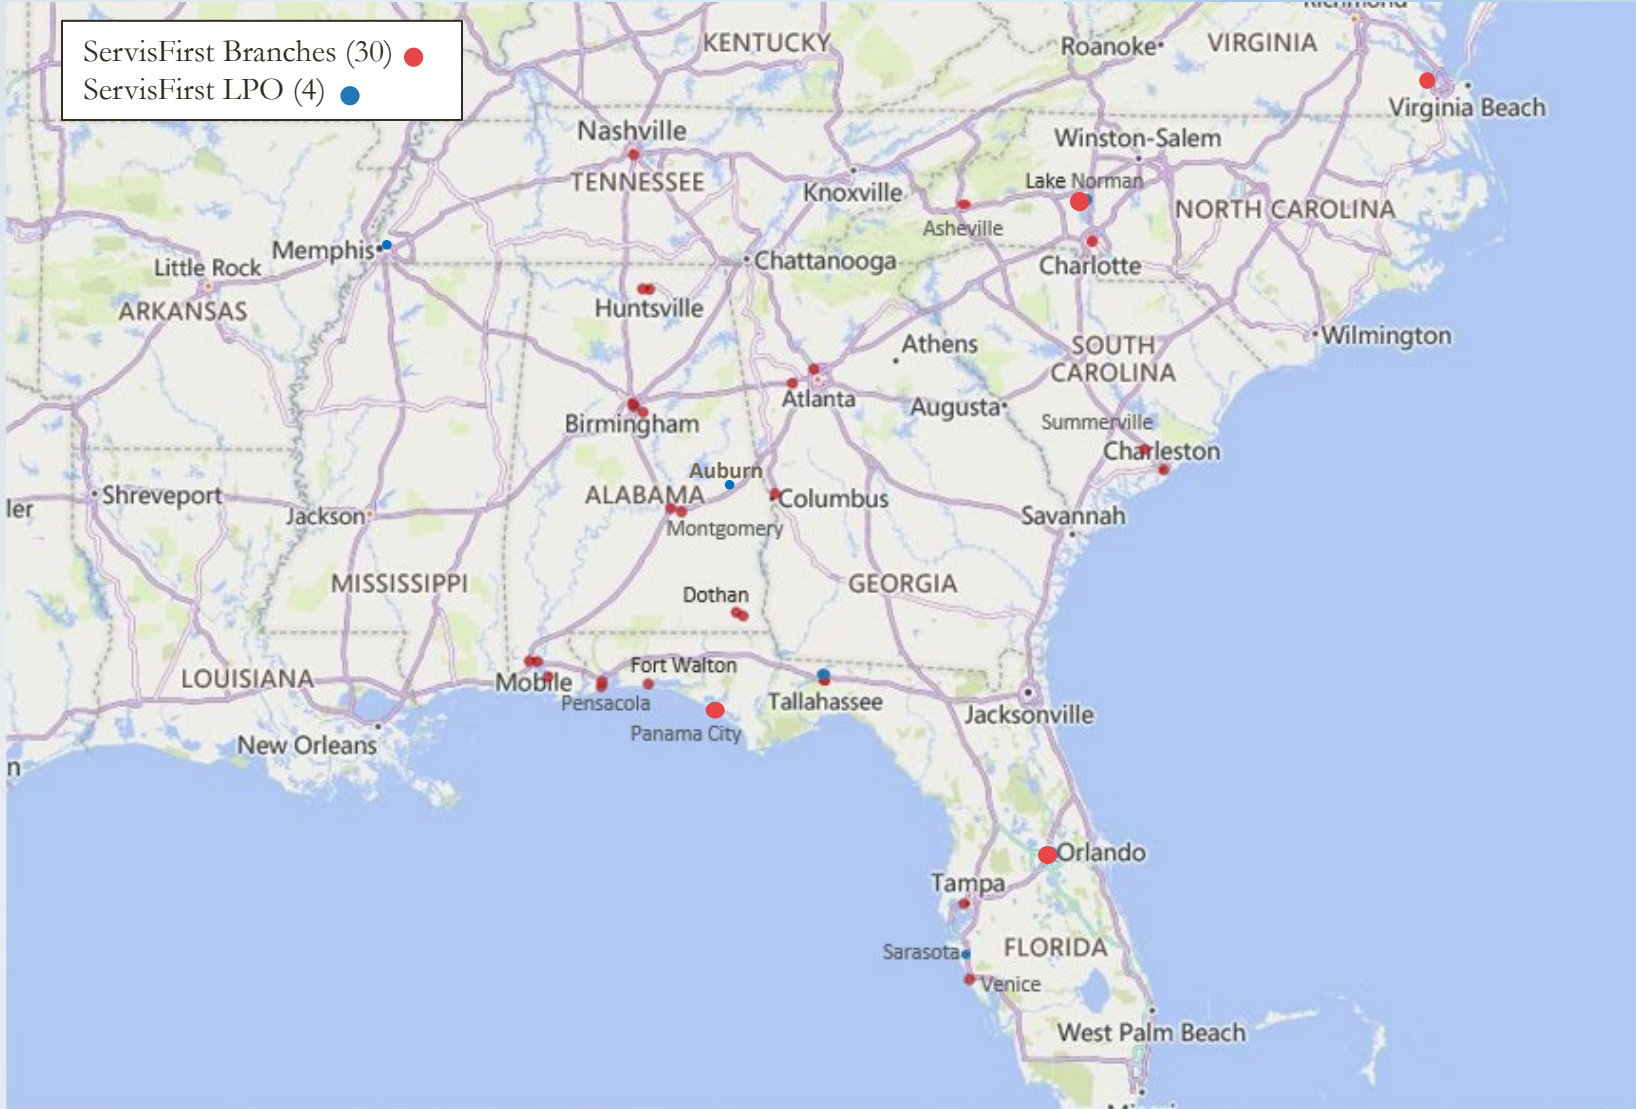 ServisFirst Branches (30)
ServisFirst LPO (4)
Richmond
KENTUCKY
Roanoke
VIRGINIA
Virginia Beach
Nashville
Winston-Salem
TENNESSEE
Knoxville
Lake Norman
NORTH CAROLINA
Asheville
Memphis
Little Rock
Chattanooga
Charlotte
ARKANSAS
Huntsville
Wilmington
Athens
SOUTH
CAROLINA
Atlanta
Augusta
Birmingham
Summerville
Charleston
Auburn
Shreveport
ALABAMA
Columbus
ler
Jackson
Montgomery
Savannah
MISSISSIPPI
GEORGIA
Dothan
LOUISIANA
Mobile
Fort Walton
Pensacola
Tallahassee
Jacksonville
Panama City
New Orleans
n
Orlando
Tampa
Sarasota
FLORIDA
Venice
West Palm Beach